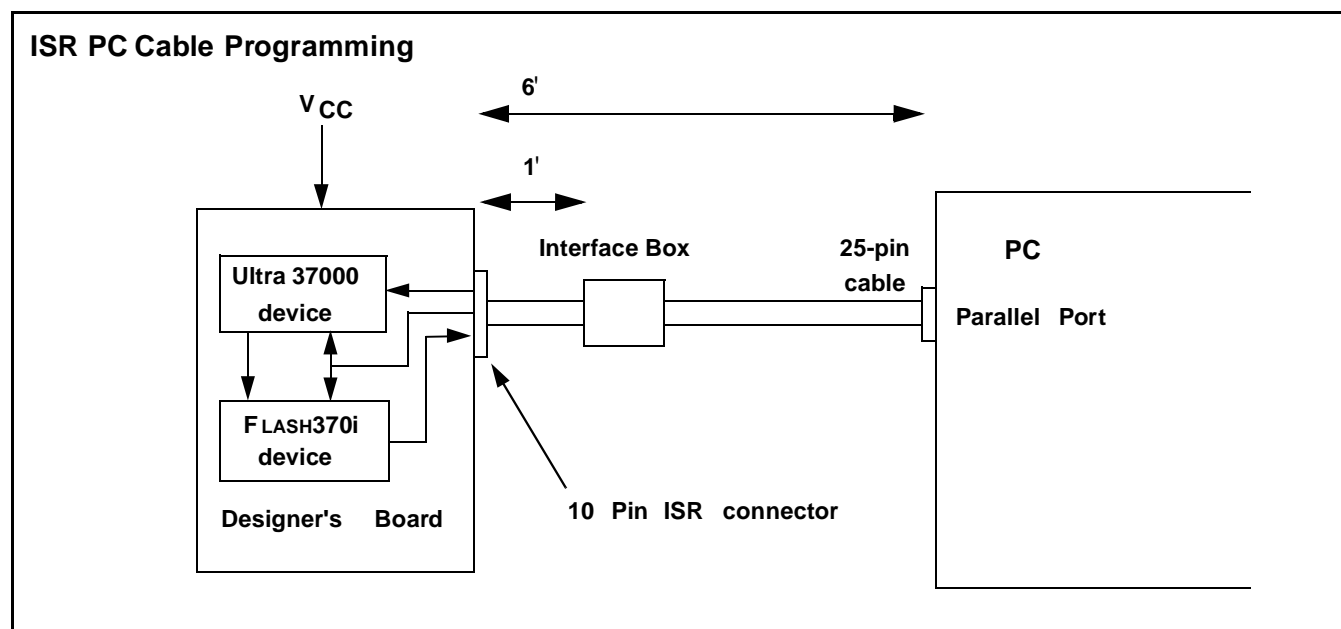 ISR PC Cable Programming
VCC
6'
1'
Interface Box
25-pin
cable
PC
Parallel Port
Ultra 37000
device
FLASH370i
device
Designer's Board
10 Pin ISR connector